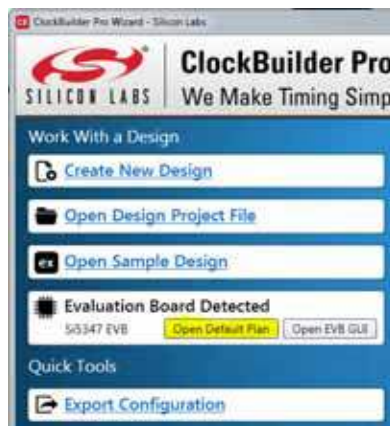 ClockBuilder Pro Wizard - Silicon Labs
SILICON LABS
ClockBuilder Pro
We Make Timing Simp
Work With a Design
Create New Design
Open Design Project File
ex Open Sample Design
Evaluation Board Detected
Si5347 EVB Open Default Plan Open EVB GUI
Quick Tools
Export Configuration